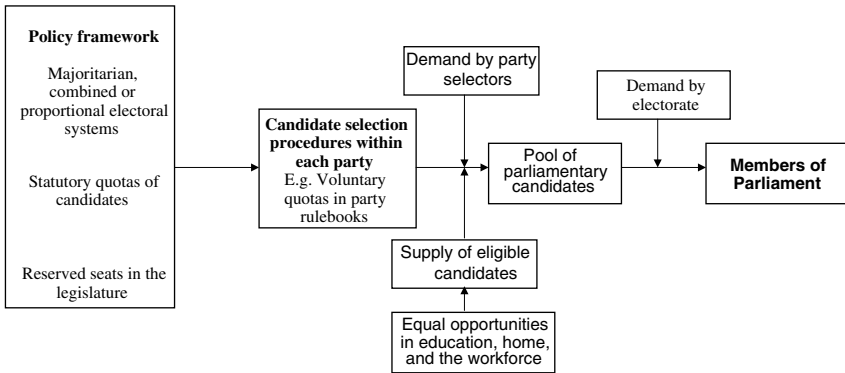 Policy framework
Majoritarian,
combined or
proportional electoral
systems
Statutory quotas of
candidates
Reserved seats in the
legislature
Candidate selection
procedures within
each party
E.g. Voluntary
quotas in party
rulebooks
Demand by party
selectors
Supply of eligible
candidates
Equal opportunities
in education, home,
and the workforce
Pool of
parliamentary
candidates
Demand by
electorate
Members of
Parliament